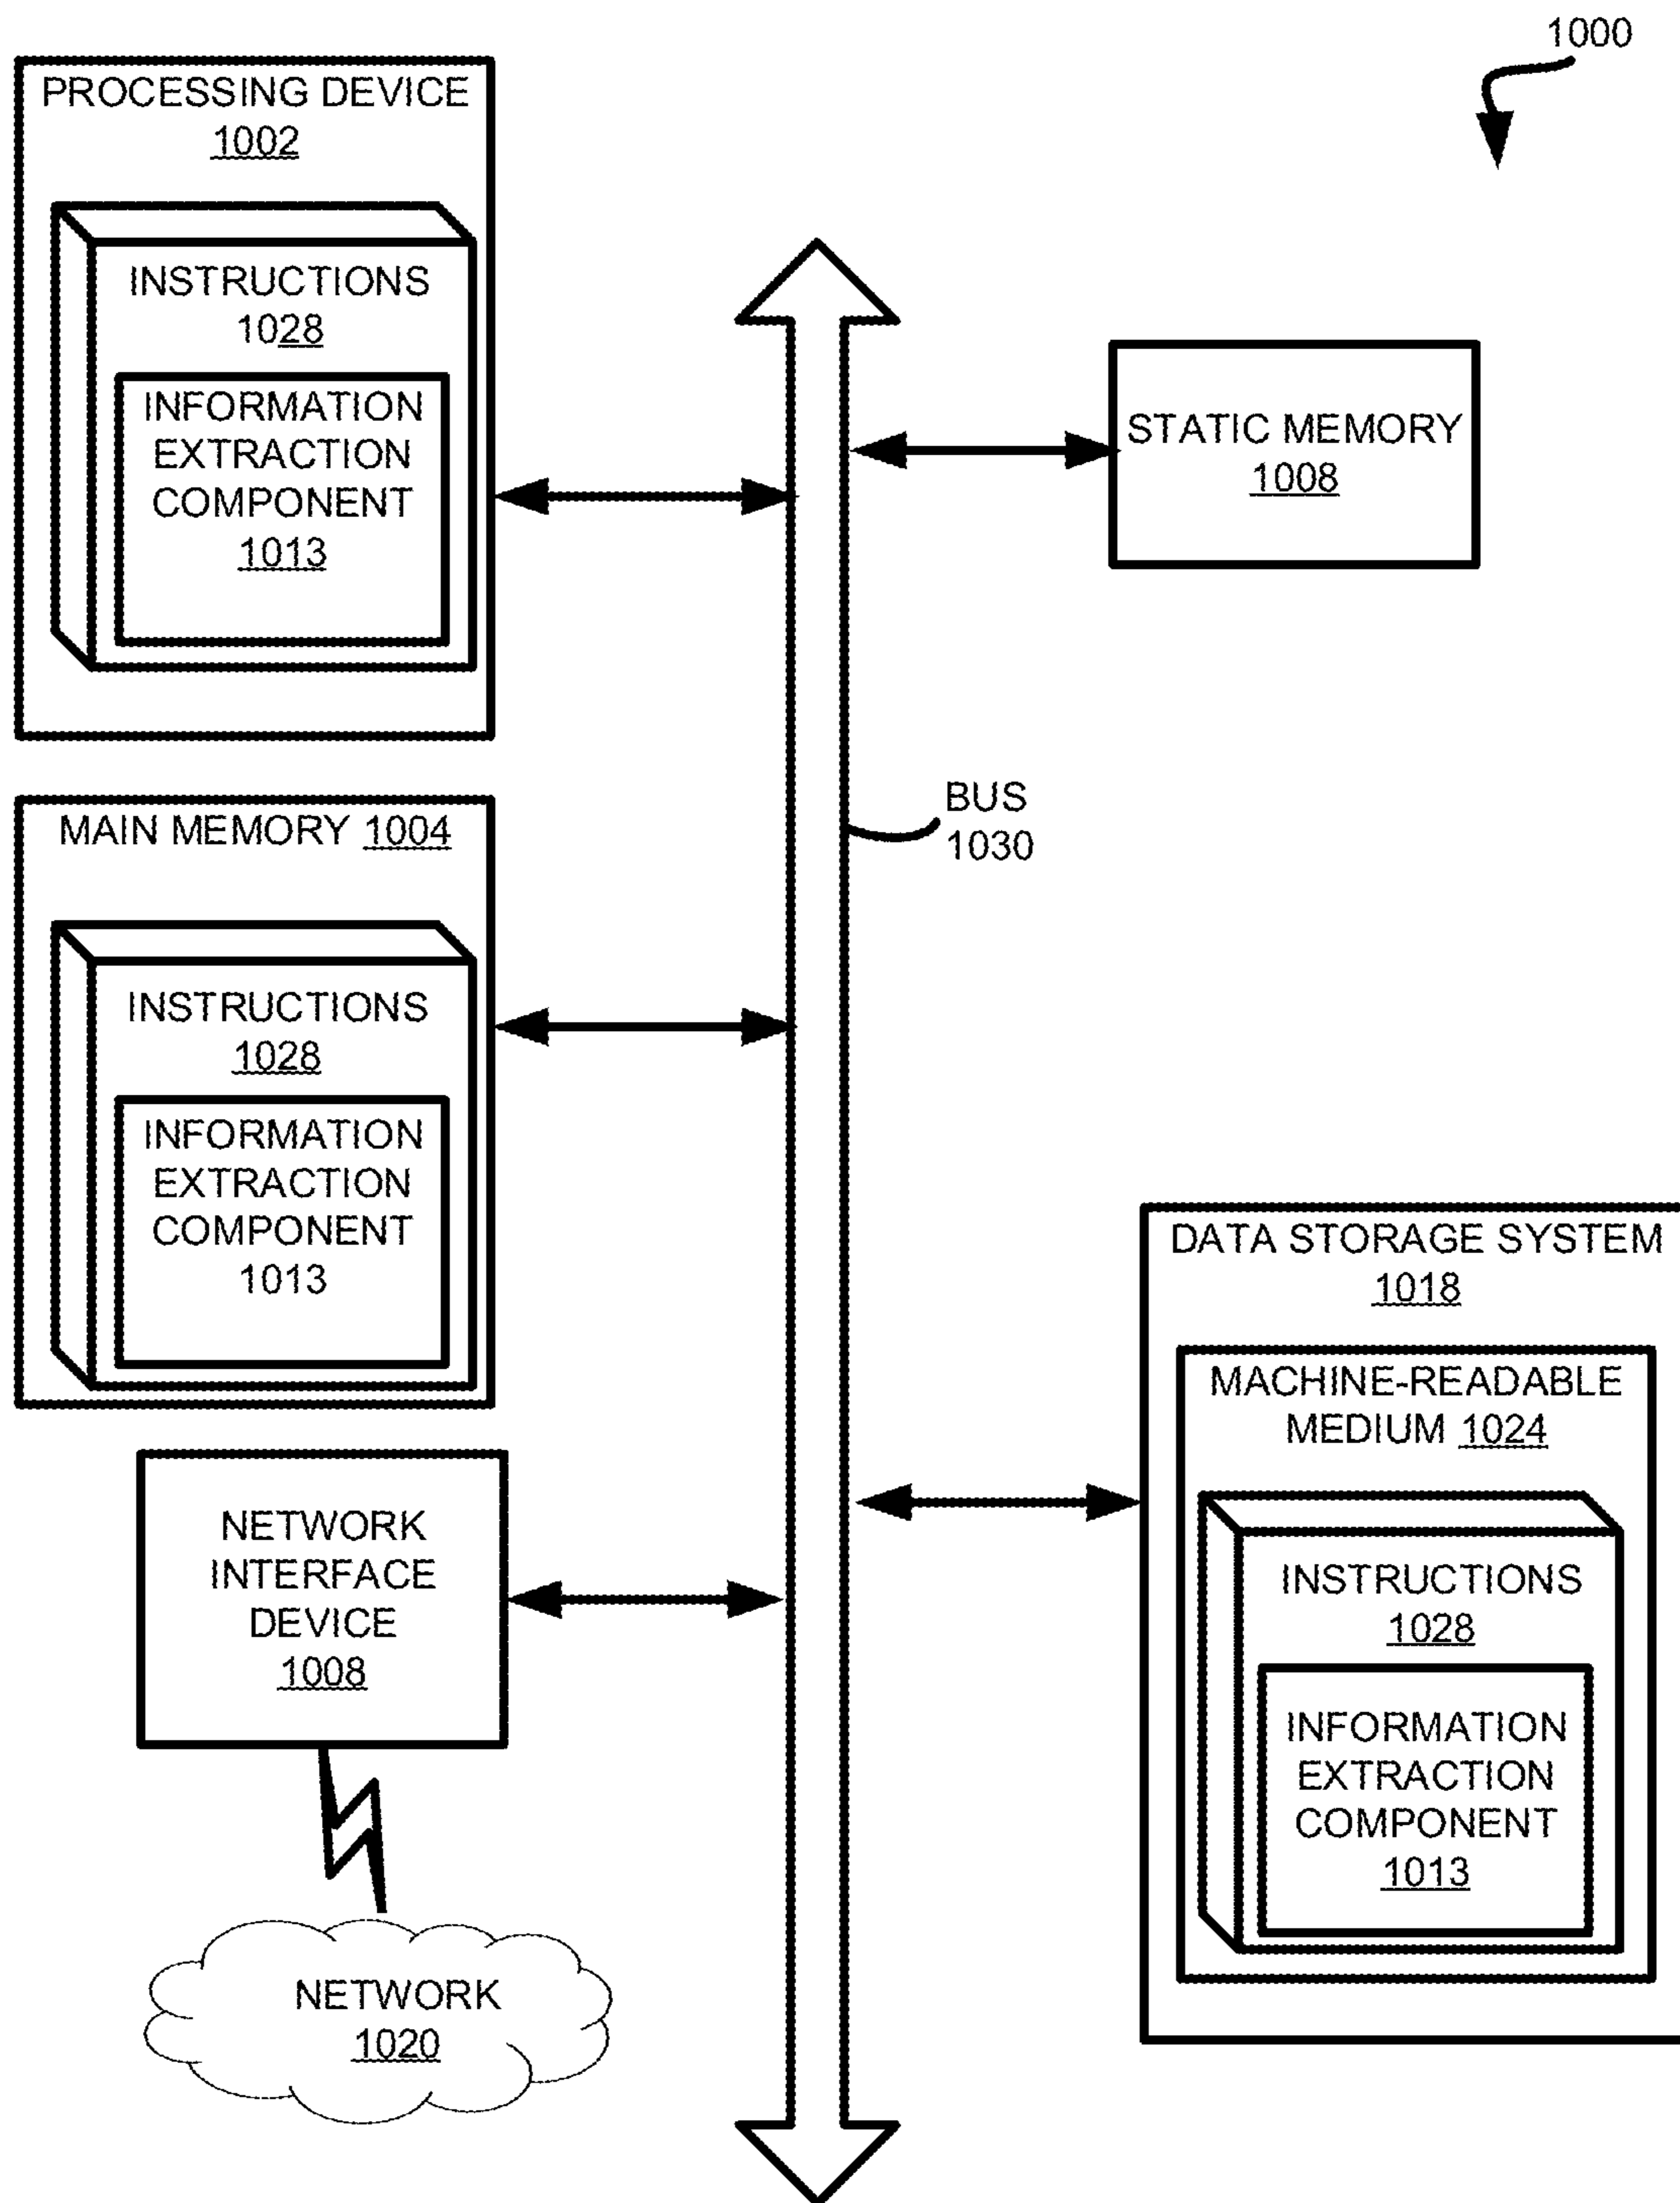 1000
PROCESSING DEVICE
1002
INSTRUCTIONS
1028
INFORMATION
EXTRACTION
COMPONENT
1013
STATIC MEMORY
1008
BUS
1030
MAIN MEMORY 1004
INSTRUCTIONS
1028
INFORMATION
EXTRACTION
COMPONENT
1013
DATA STORAGE SYSTEM
1018
MACHINE-READABLE
MEDIUM 1024
INSTRUCTIONS
1028
INFORMATION
EXTRACTION
COMPONENT
1013
NETWORK
INTERFACE
DEVICE
1008
NETWORK
1020